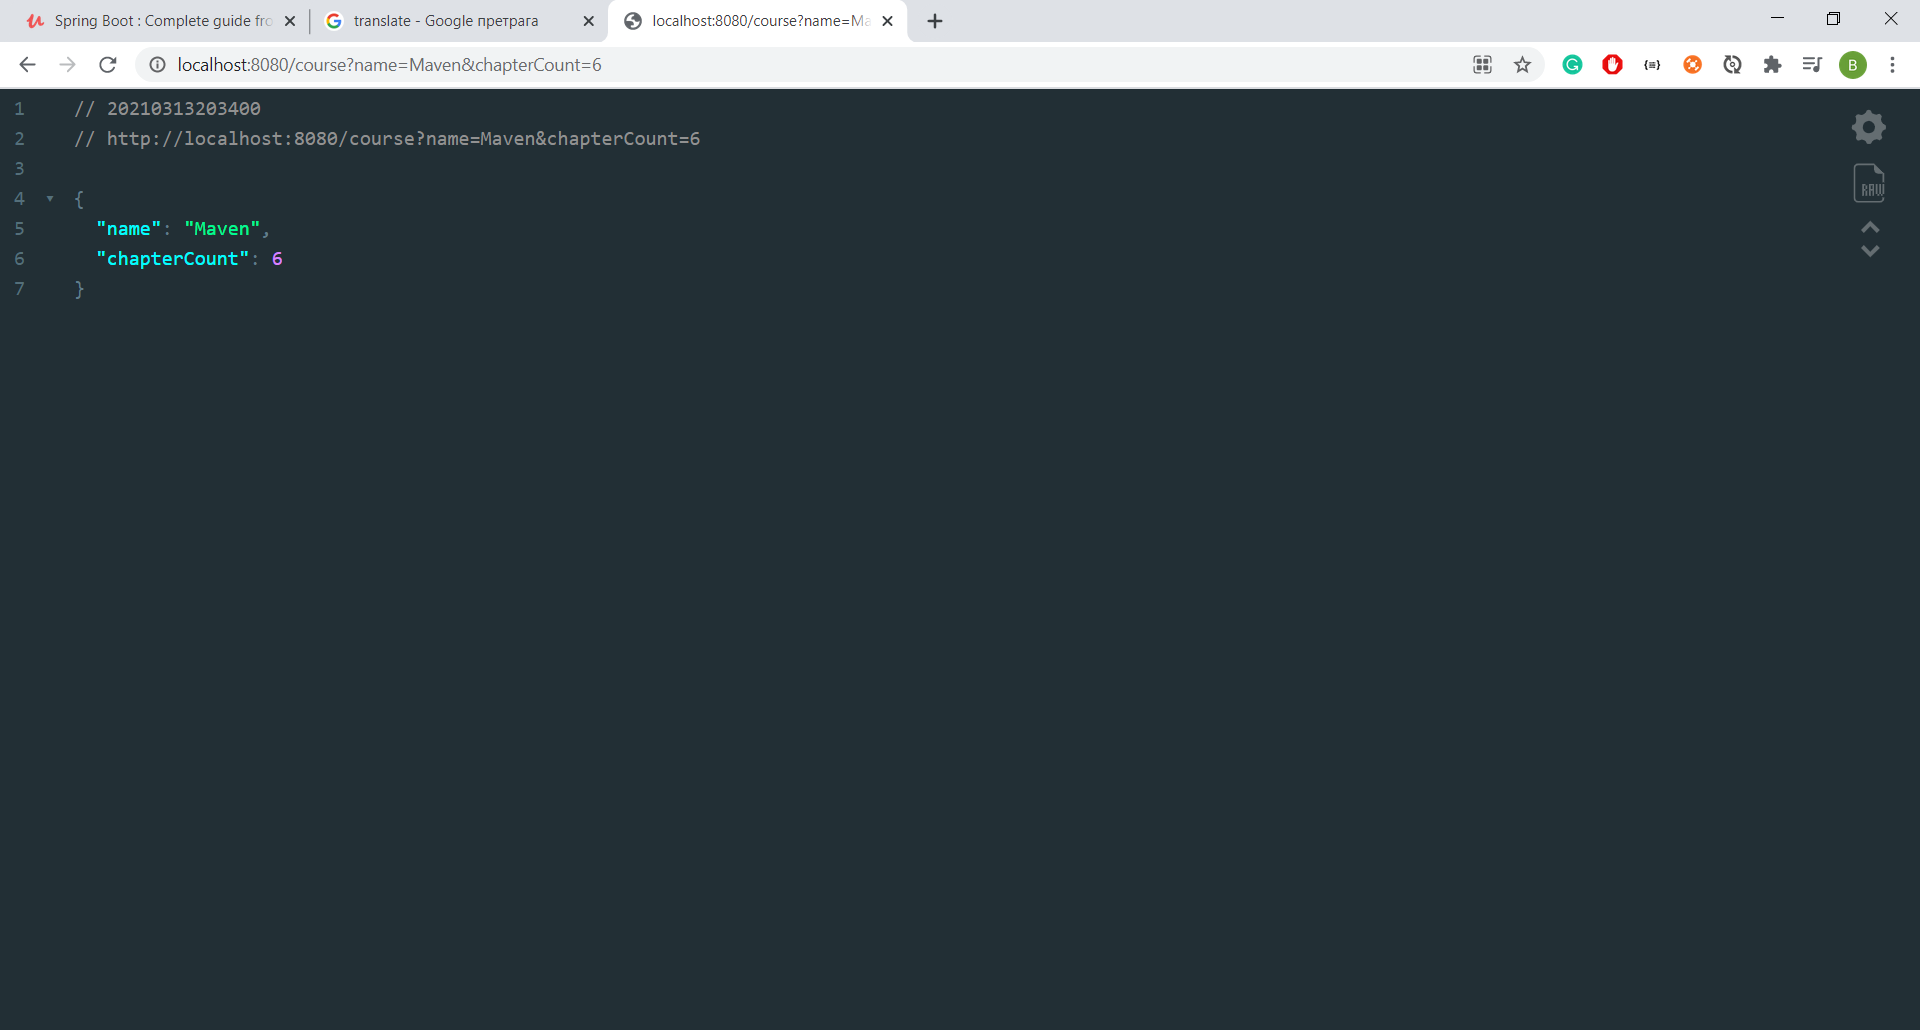 Spring Boot : Complete guide fro
translate - Google претрага
localhost:8080/course?name=Ma
localhost:8080/course?name=Maven&chapterCount=6
B
1 // 20210313203400
2 // http://localhost:8080/course?name=Maven&chapterCount=6
3
4 {
5 "name": "Maven",
6 "chapterCount": 6
7 }
RAW